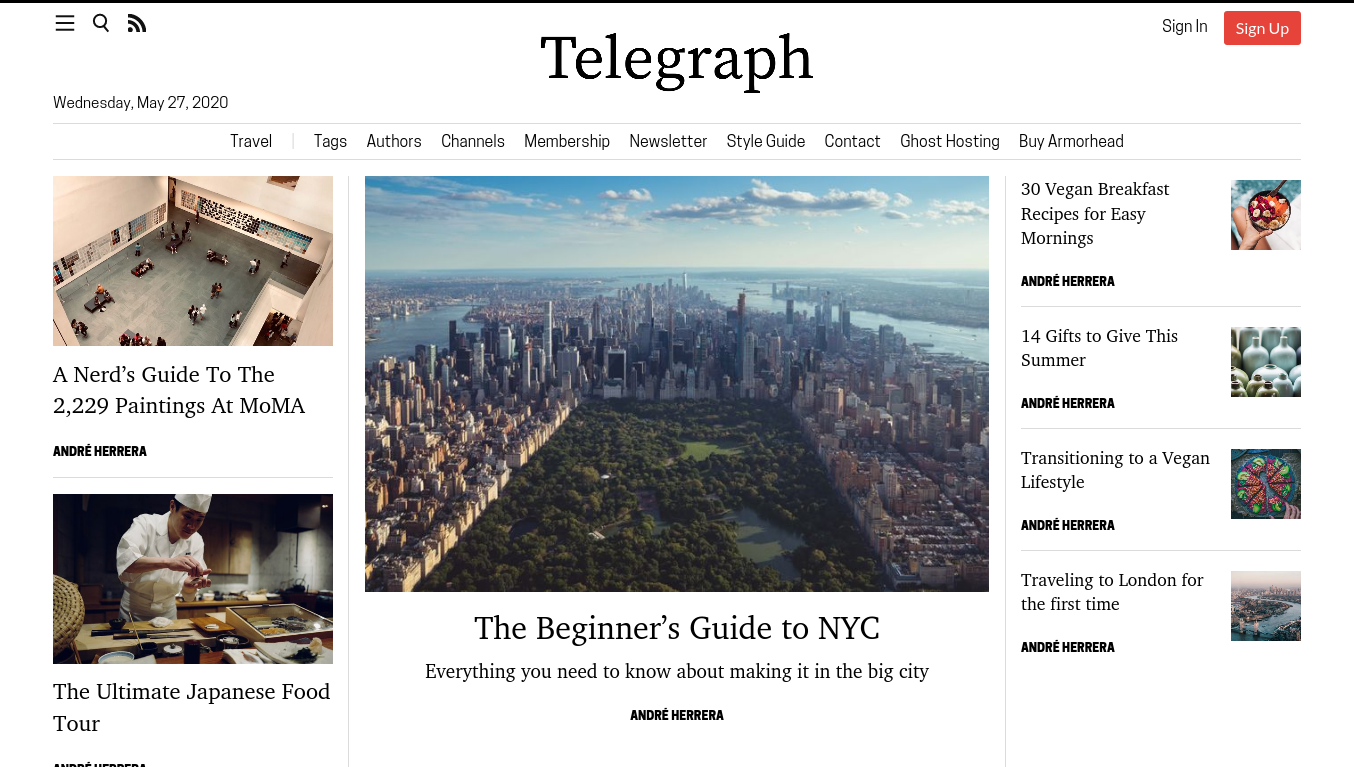 Sign In
Sign Up
Telegraph
Wednesday, May 27, 2020
Travel | Tags Authors Channels Membership Newsletter Style Guide Contact Ghost Hosting Buy Armorhead
A Nerd’s Guide To The
2,229 Paintings At MoMA
ANDRÉ HERRERA
The Ultimate Japanese Food
Tour
ANDRÉ HERRERA
The Beginner’s Guide to NYC
Everything you need to know about making it in the big city
ANDRÉ HERRERA
30 Vegan Breakfast
Recipes for Easy
Mornings
ANDRÉ HERRERA
14 Gifts to Give This
Summer
ANDRÉ HERRERA
Transitioning to a Vegan
Lifestyle
ANDRÉ HERRERA
Traveling to London for
the first time
ANDRÉ HERRERA